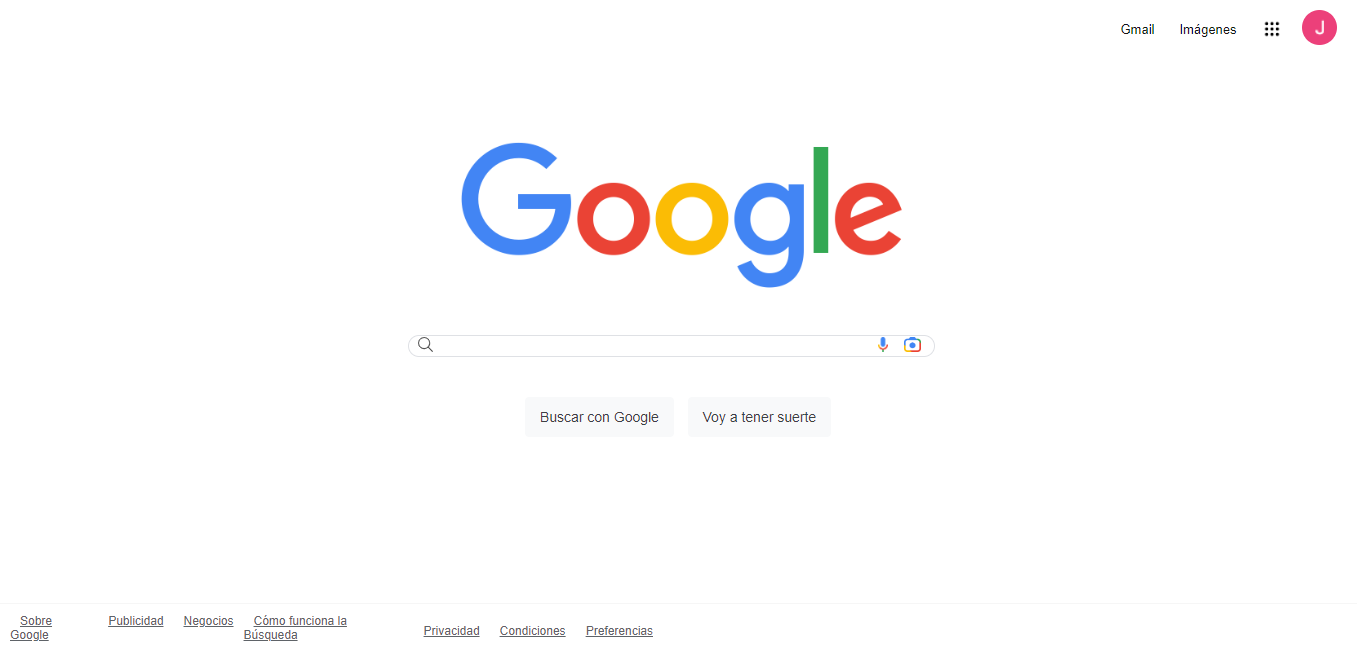 Gmail Imágenes J
Google
Buscar con Google Voy a tener suerte
Sobre Google
Publicidad
Negocios
Cómo funciona la
Búsqueda
Privacidad Condiciones Preferencias